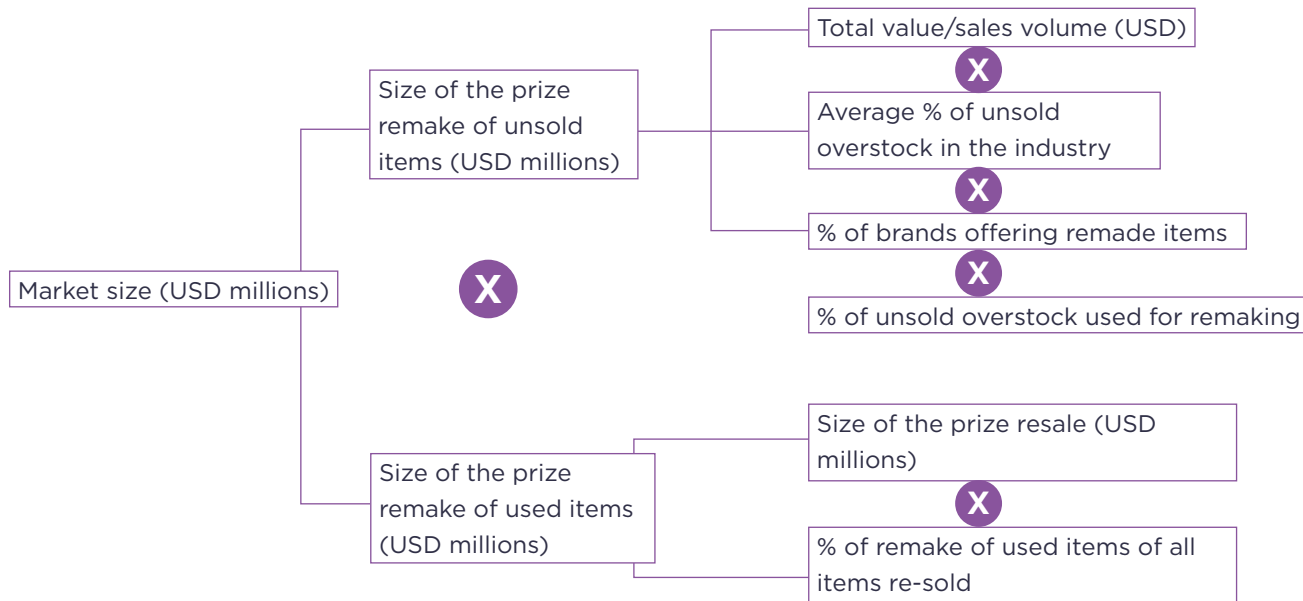 Total value/sales volume (USD)
X
Size of the prize
remake of unsold
items (USD millions)
Average % of unsold
overstock in the industry
X
% of brands offering remade items
X
Market size (USD millions)
X
% of unsold overstock used for remaking
Size of the prize resale (USD
millions)
Size of the prize
remake of used items
(USD millions)
X
% of remake of used items of all
items re-sold